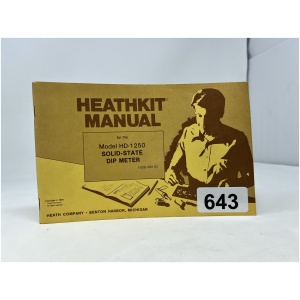 HEATHKIT
MANUAL
for the
Model HD-1250
SOLID-STATE
DIP METER
643
HEATH COMPANY • BENTON HARBOR, MICHIGAN